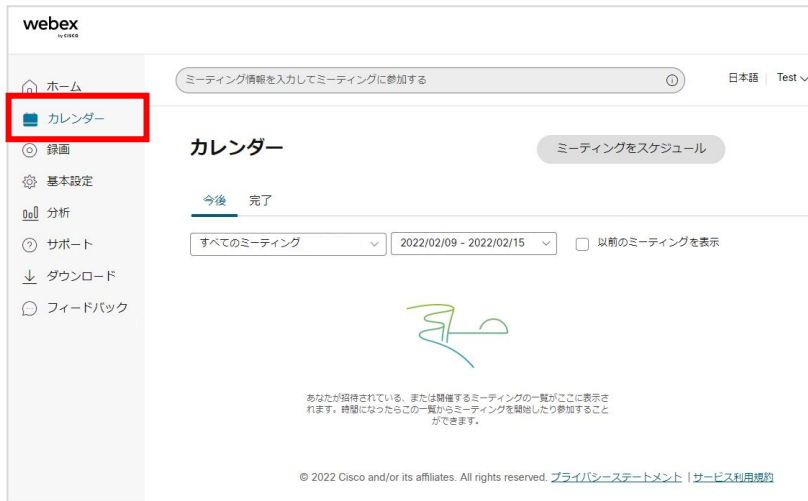 webex
by CISCO
ミーティング情報を入力してミーティングに参加する
日本語
Test
ホーム
カレンダー
録画
基本設定
分析
サポート
ダウンロード
フィードバック
カレンダー
ミーティングをスケジュール
今後 完了
すべてのミーティング
2022/02/09 - 2022/02/15
以前のミーティングを表示
あなたが招待されている、または開催するミーティングの一覧がここに表示さ
れます。時間になったらこの一覧からミーティングを開始したり参加すること
ができます。
© 2022 Cisco and/or its affiliates. All rights reserved. プライバシーステートメント | サービス利用規約